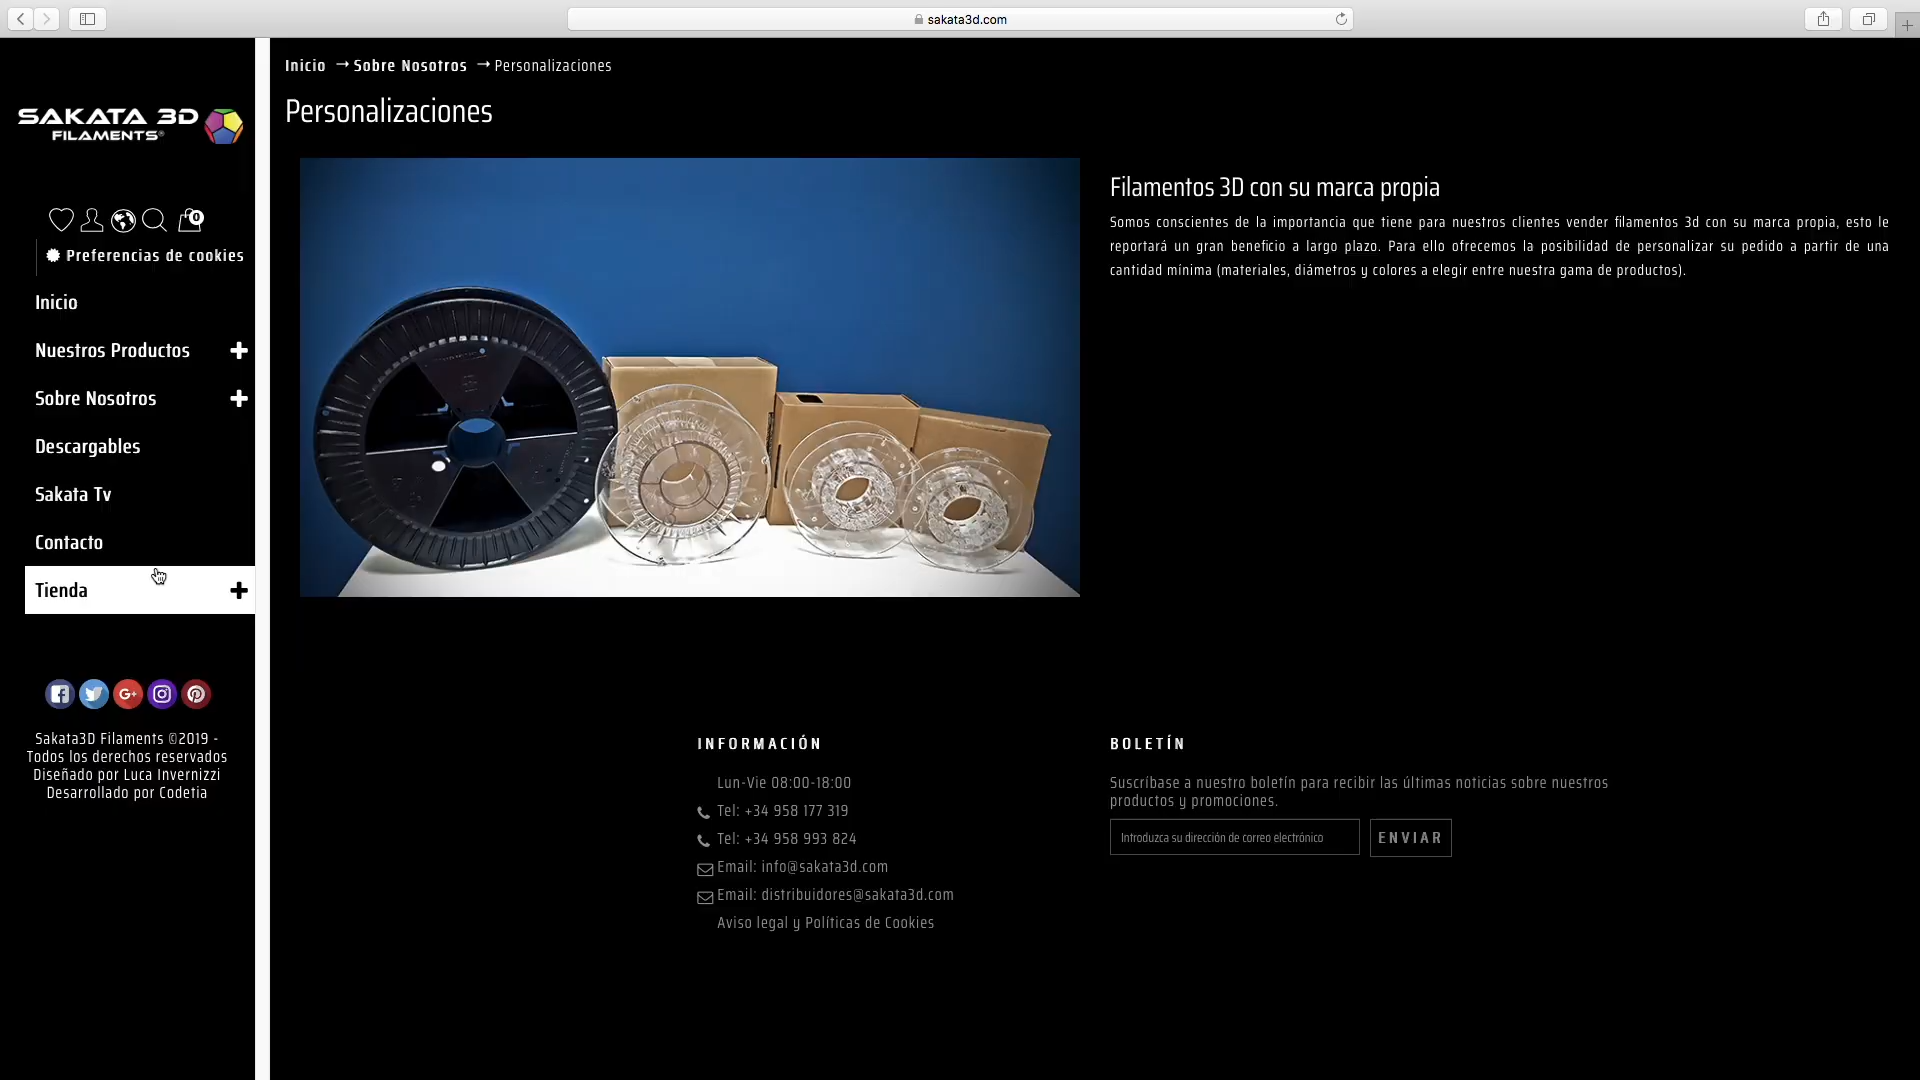 sakata3d.com
Inicio → Sobre Nosotros → Personalizaciones
Personalizaciones
SAKATA 3D
FILAMENTS®
0
Preferencias de cookies
Inicio
Nuestros Productos
Sobre Nosotros
Descargables
Sakata Tv
Contacto
Tienda
Sakata3D Filaments ©2019 -
Todos los derechos reservados
Diseñado por Luca Invernizzi
Desarrollado por Codetia
Filamentos 3D con su marca propia
Somos conscientes de la importancia que tiene para nuestros clientes vender filamentos 3d con su marca propia, esto le
reportará un gran beneficio a largo plazo. Para ello ofrecemos la posibilidad de personalizar su pedido a partir de una
cantidad mínima (materiales, diámetros y colores a elegir entre nuestra gama de productos).
INFORMACIÓN
Lun-Vie 08:00-18:00
Tel: +34 958 177 319
Tel: +34 958 993 824
Email: info@sakata3d.com
Email: distribuidores@sakata3d.com
Aviso legal y Políticas de Cookies
BOLETÍN
Suscríbase a nuestro boletín para recibir las últimas noticias sobre nuestros
productos y promociones.
Introduzca su dirección de correo electrónico
ENVIAR